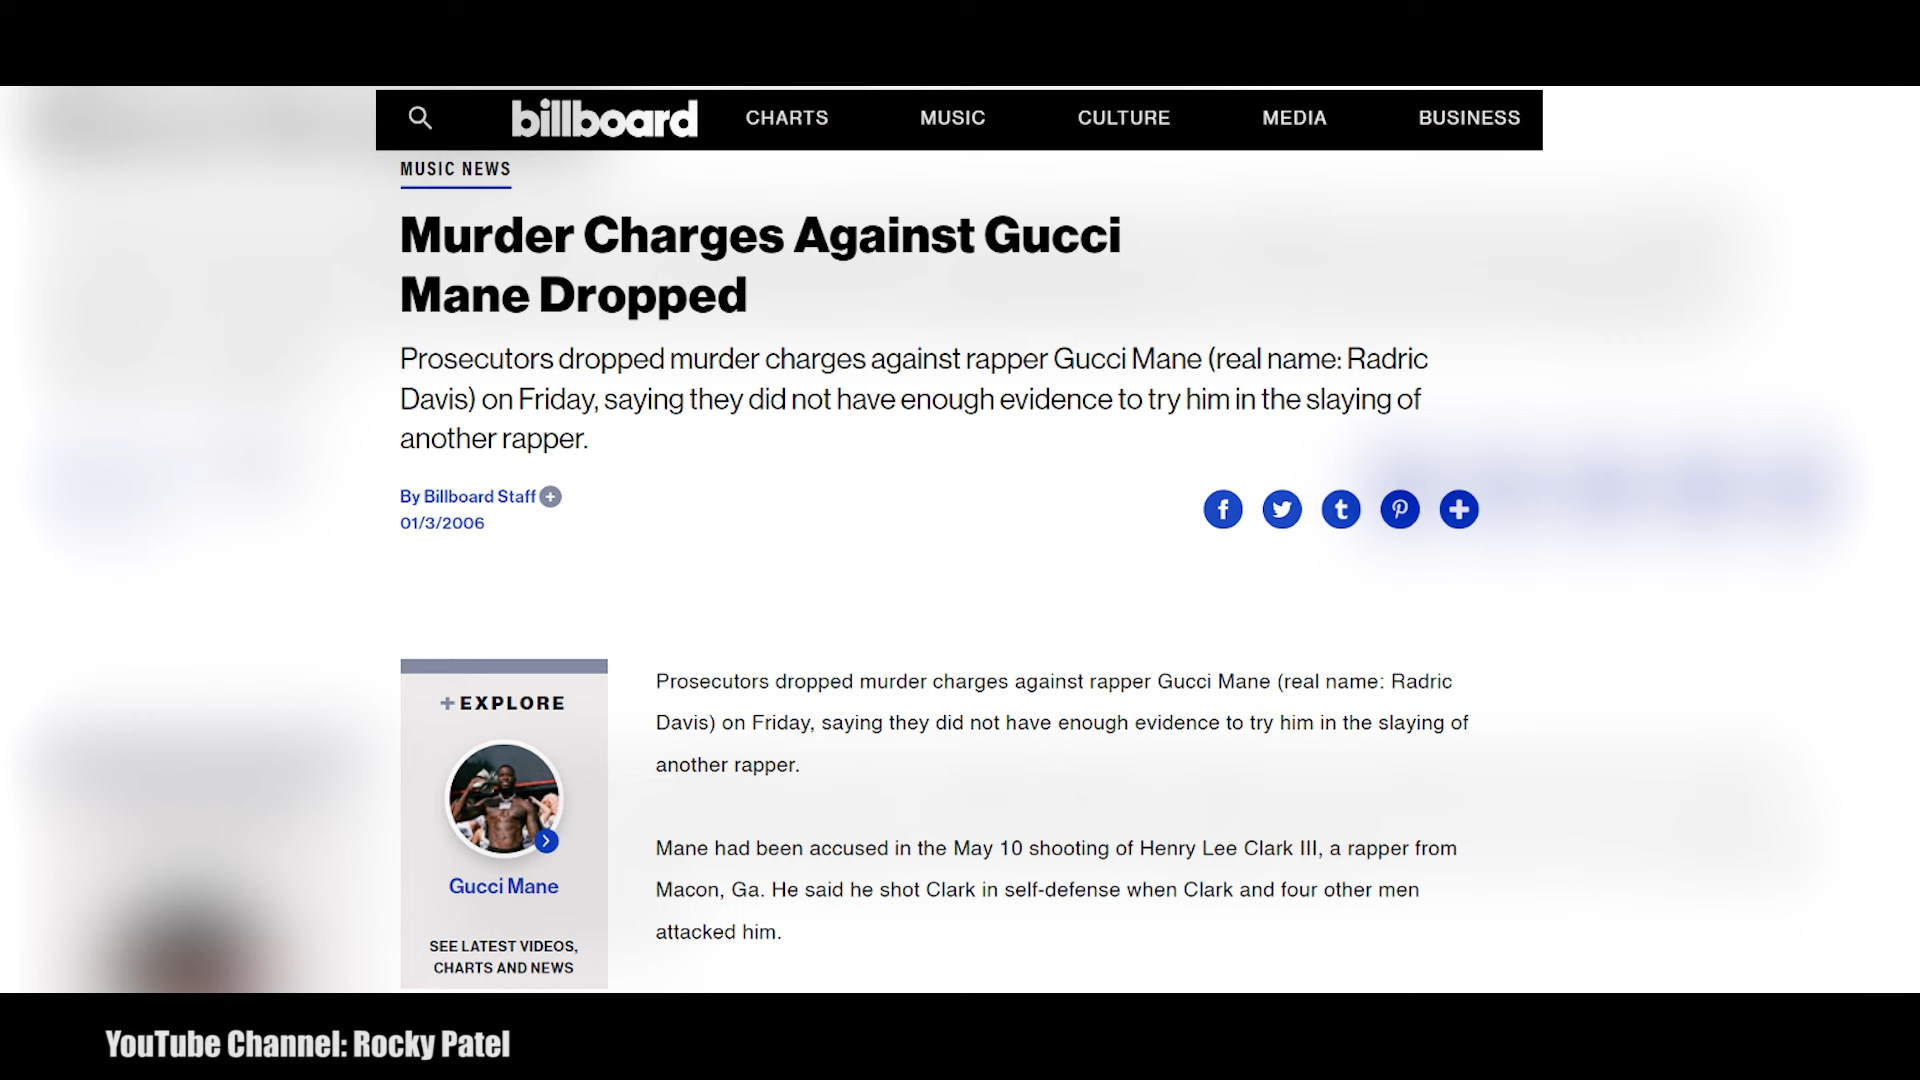 billboard
CHARTS
MUSIC
CULTURE
MEDIA
BUSINESS
MUSIC NEWS
Murder Charges Against Gucci
Mane Dropped
Prosecutors dropped murder charges against rapper Gucci Mane (real name: Radric
Davis) on Friday, saying they did not have enough evidence to try him in the slaying of
another rapper.
By Billboard Staff
01/3/2006
+EXPLORE
Gucci Mane
SEE LATEST VIDEOS,
CHARTS AND NEWS
Prosecutors dropped murder charges against rapper Gucci Mane (real name: Radric
Davis) on Friday, saying they did not have enough evidence to try him in the slaying of
another rapper.
Mane had been accused in the May 10 shooting of Henry Lee Clark III, a rapper from
Macon, Ga. He said he shot Clark in self-defense when Clark and four other men
attacked him.
YouTube Channel: Rocky Patel